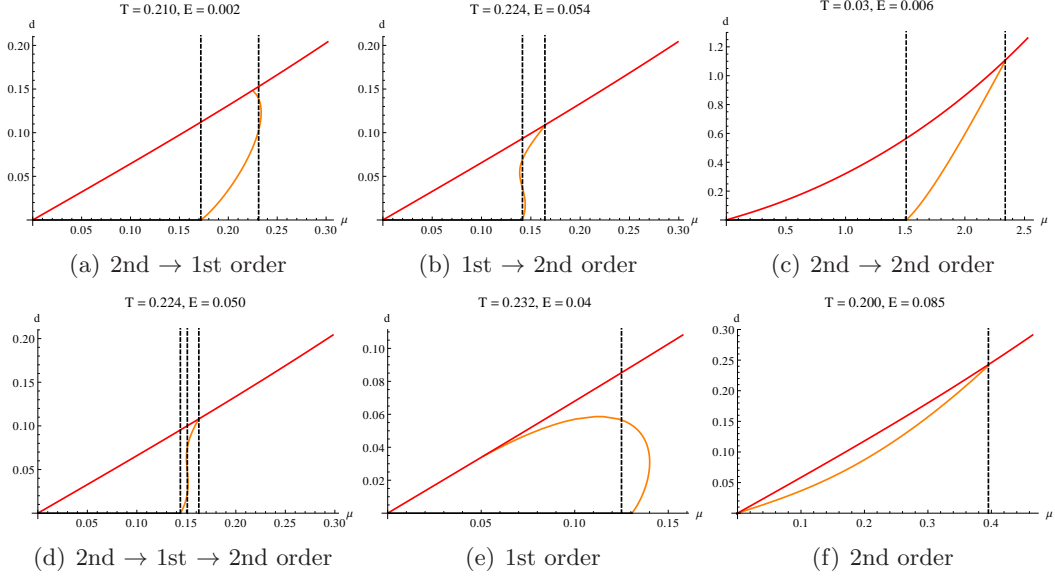 T = 0.210, E = 0.002
d
0.20
0.15
0.10
0.05
0.05 0.10 0.15 0.20 0.25 0.30 μ
(a) 2nd → 1st order
T = 0.224, E = 0.054
d
0.20
0.15
0.10
0.05
0.05 0.10 0.15 0.20 0.25 0.30 μ
(b) 1st → 2nd order
T = 0.03, E = 0.006
d
1.2
1.0
0.8
0.6
0.4
0.2
0.5 1.0 1.5 2.0 2.5 μ
(c) 2nd → 2nd order
T = 0.224, E = 0.050
d
0.20
0.15
0.10
0.05
0.05 0.10 0.15 0.20 0.25 0.30 μ
(d) 2nd → 1st → 2nd order
T = 0.232, E = 0.04
d
0.10
0.08
0.06
0.04
0.02
0.05 0.10 0.15 μ
(e) 1st order
T = 0.200, E = 0.085
d
0.30
0.25
0.20
0.15
0.10
0.05
0.00
0.1 0.2 0.3 0.4 μ
(f) 2nd order